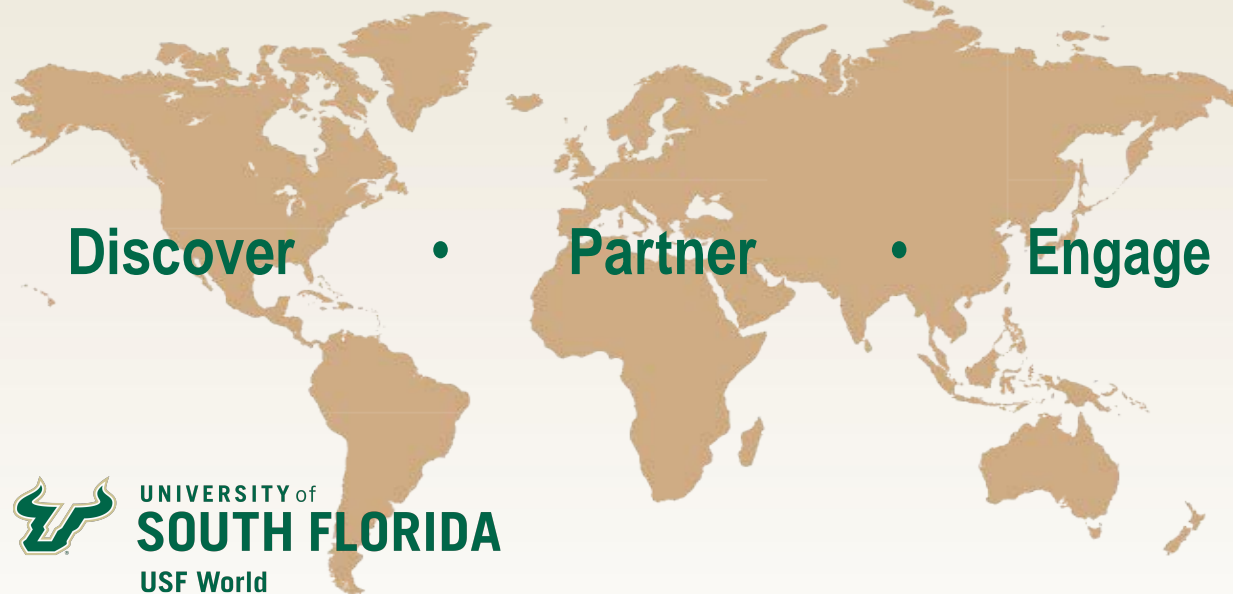 Discover • Partner • Engage
UNIVERSITY of
SOUTH FLORIDA
USF World